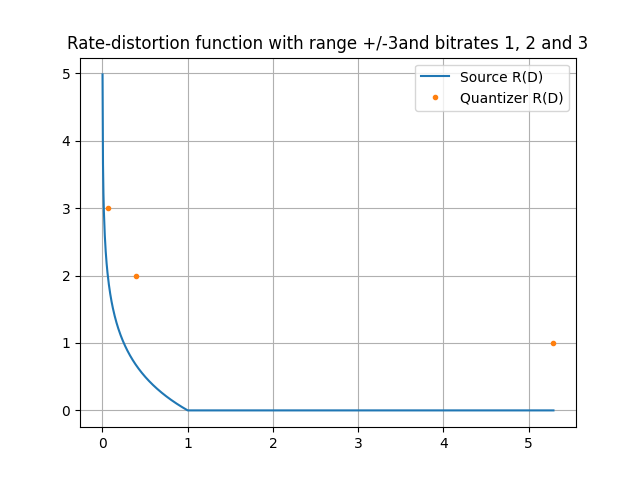 Rate-distortion function with range +/-3and bitrates 1, 2 and 3
Source R(D)
Quantizer R(D)
5
4
3
2
1
0
0 1 2 3 4 5